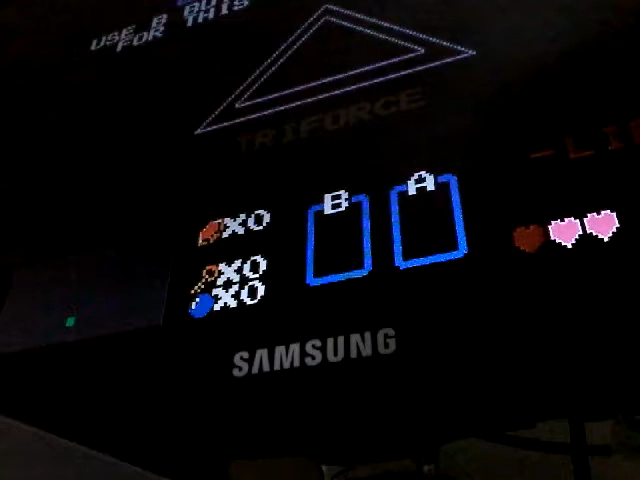 USE B BU
FOR THIS
TRIFORCE
-LI
X0
B
A
X0
X0
SAMSUNG